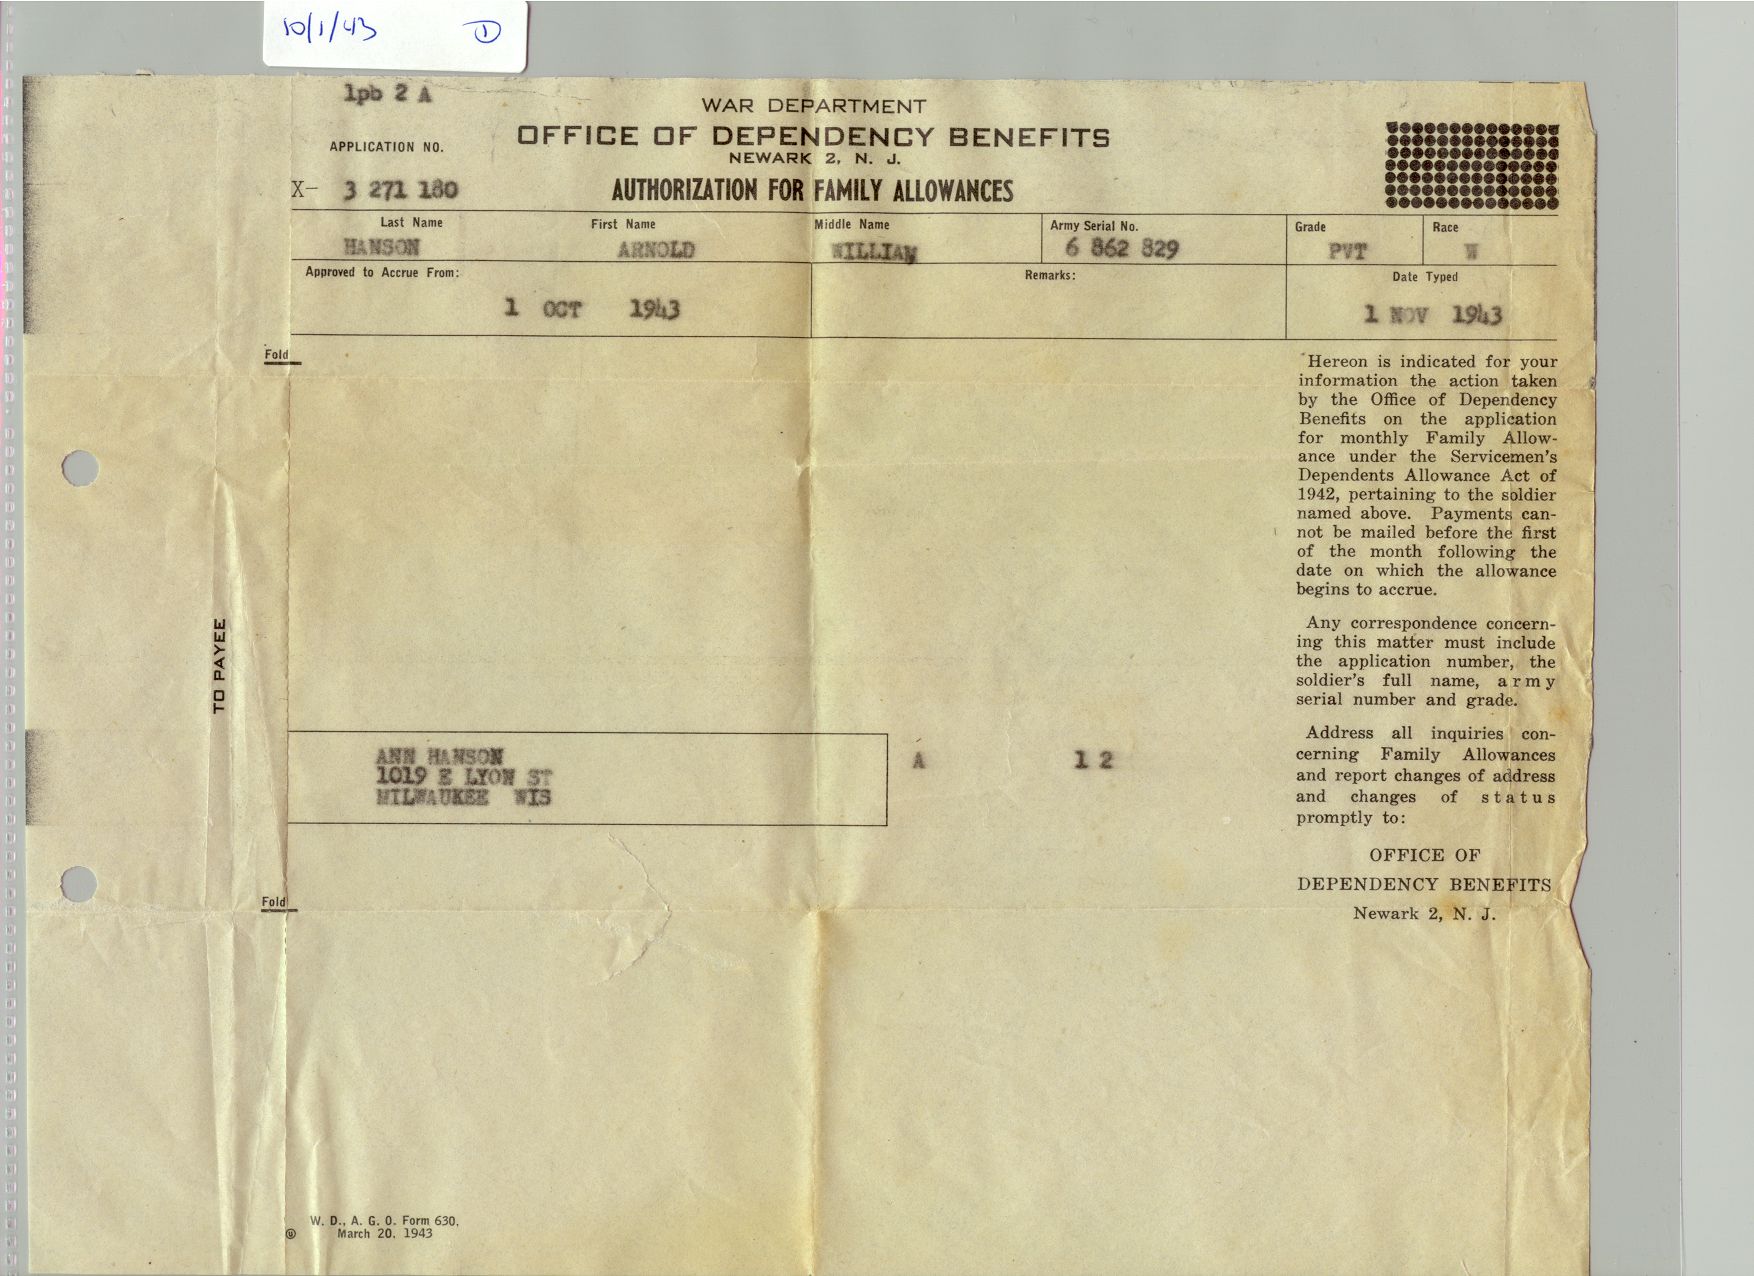 10/1/43 1
1pb 2 A
WAR DEPARTMENT
OFFICE OF DEPENDENCY BENEFITS
NEWARK 2, N. J.
APPLICATION NO.
X- 3 271 180
AUTHORIZATION FOR FAMILY ALLOWANCES
Last Name First Name Middle Name Army Serial No. Grade Race
HANSON ARNOLD WILLIAM 6 862 829 PVT W
Approved to Accrue From: Remarks: Date Typed
1 OCT 1943 1 NOV 1943
Fold
Hereon is indicated for your
information the action taken
by the Office of Dependency
Benefits on the application
for monthly Family Allow-
ance under the Servicemen's
Dependents Allowance Act of
1942, pertaining to the soldier
named above. Payments can-
not be mailed before the first
of the month following the
date on which the allowance
begins to accrue.
Any correspondence concern-
ing this matter must include
the application number, the
soldier's full name, army
serial number and grade.
TO PAYEE
ANN HANSON A 1 2
1019 E LYON ST
MILWAUKEE WIS
Address all inquiries con-
cerning Family Allowances
and report changes of address
and changes of status
promptly to:
OFFICE OF
DEPENDENCY BENEFITS
Newark 2, N. J.
Fold
W. D., A. G. O. Form 630,
March 20, 1943